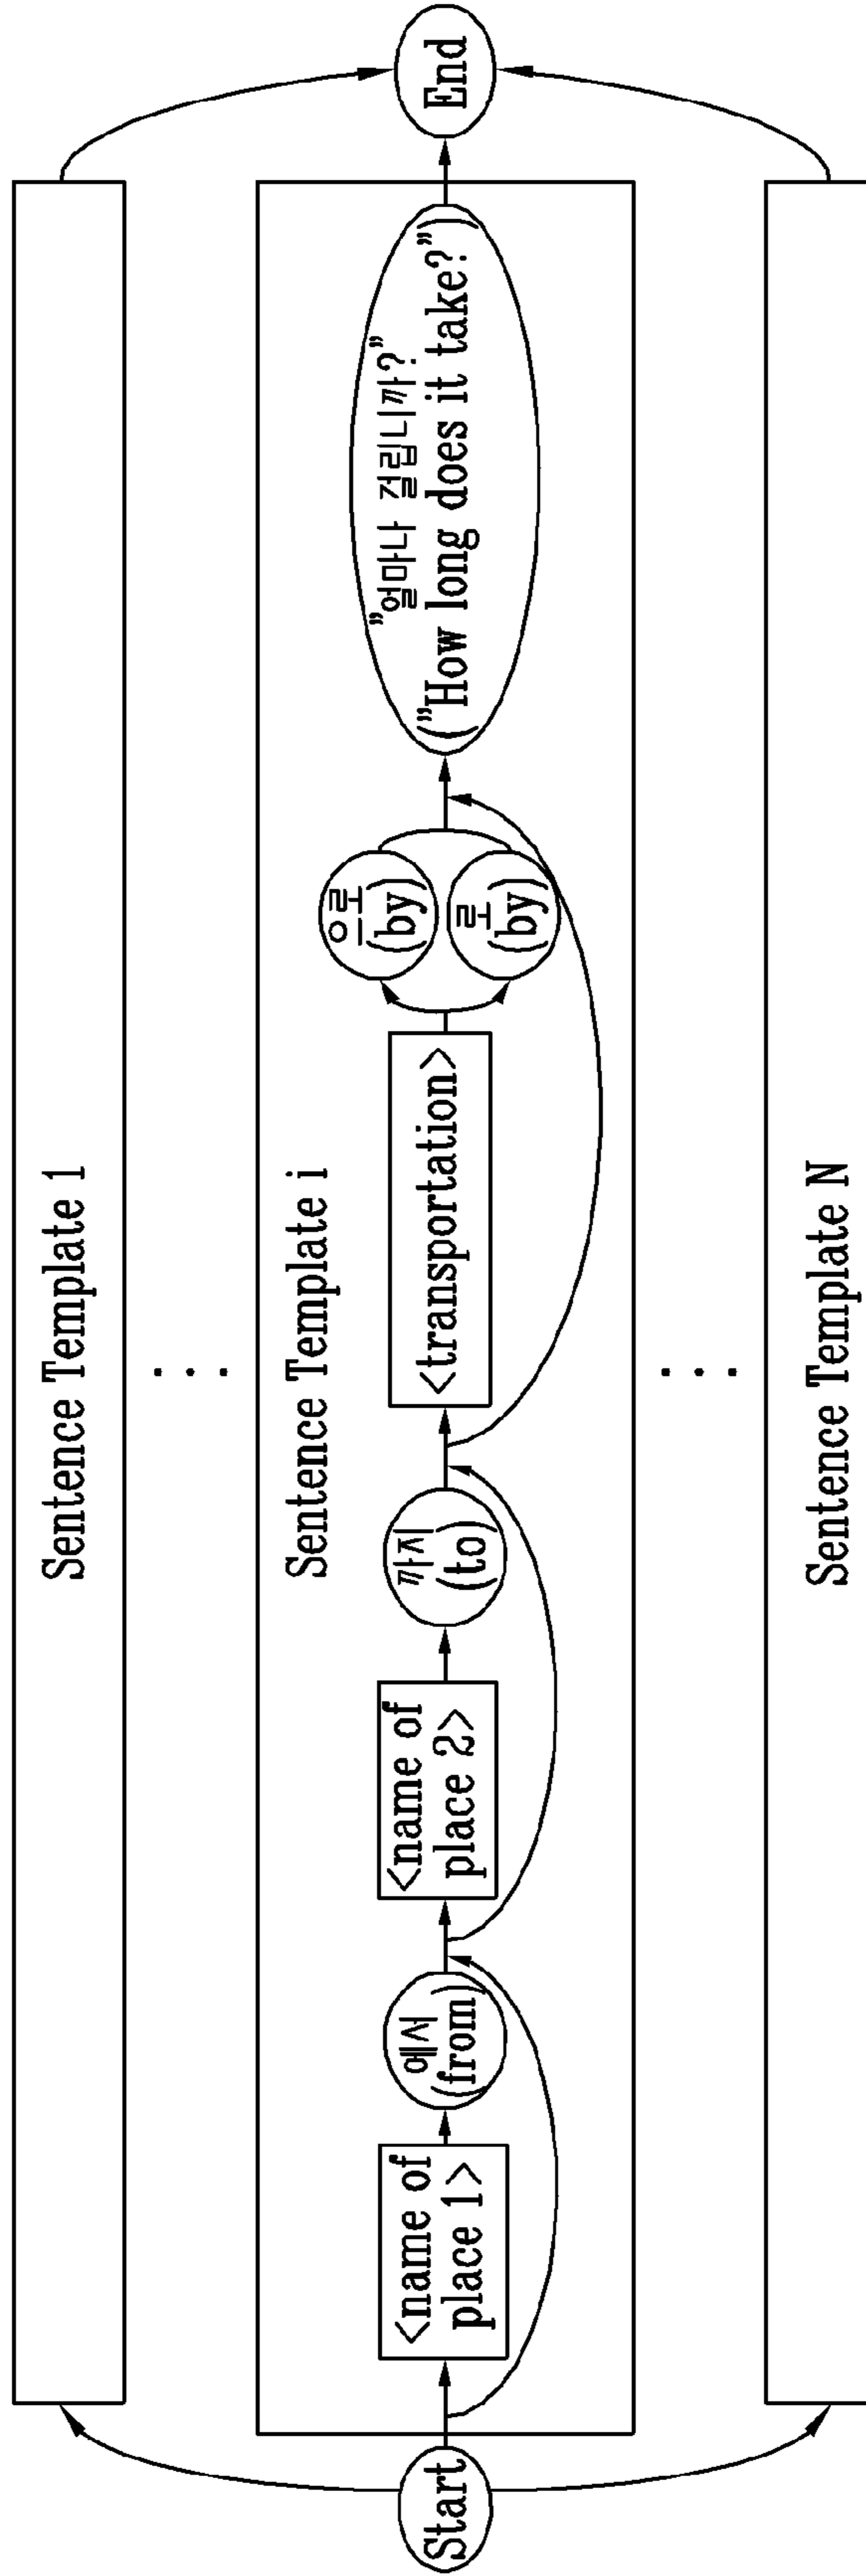 Sentence Template 1
...
Sentence Template i
Start
<name of
place 1>
에서
(from)
<name of
place 2>
까지
(to)
<transportation>
으로
(by)
로
(by)
"얼마나 걸립니까?"
("How long does it take?")
End
...
Sentence Template N